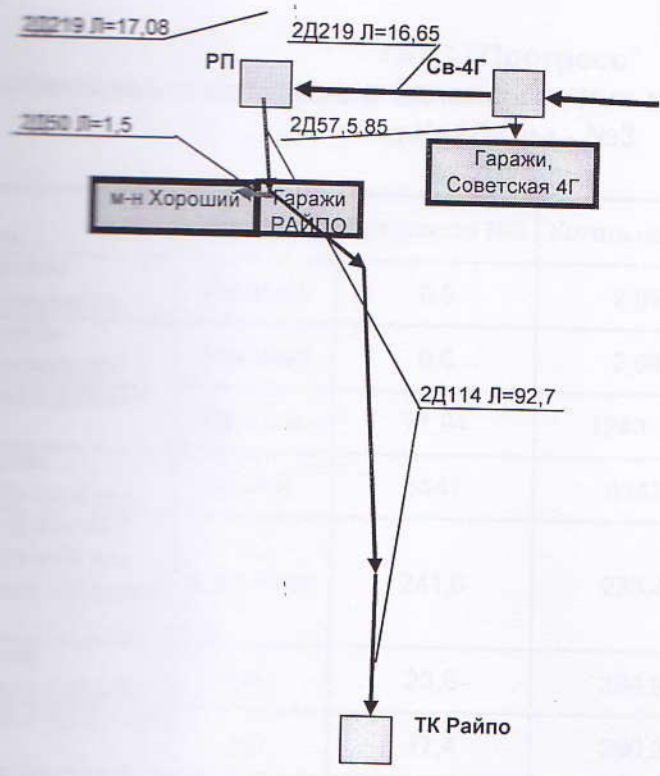 2Д219 Л=17,08
2Д219 Л=16,65
РП
Св-4Г
2Д50 Л=1,5
2Д57,5,85
Гаражи,
Советская 4Г
м-н Хороший
Гаражи
РАЙПО
2Д114 Л=92,7
ТК Райпо